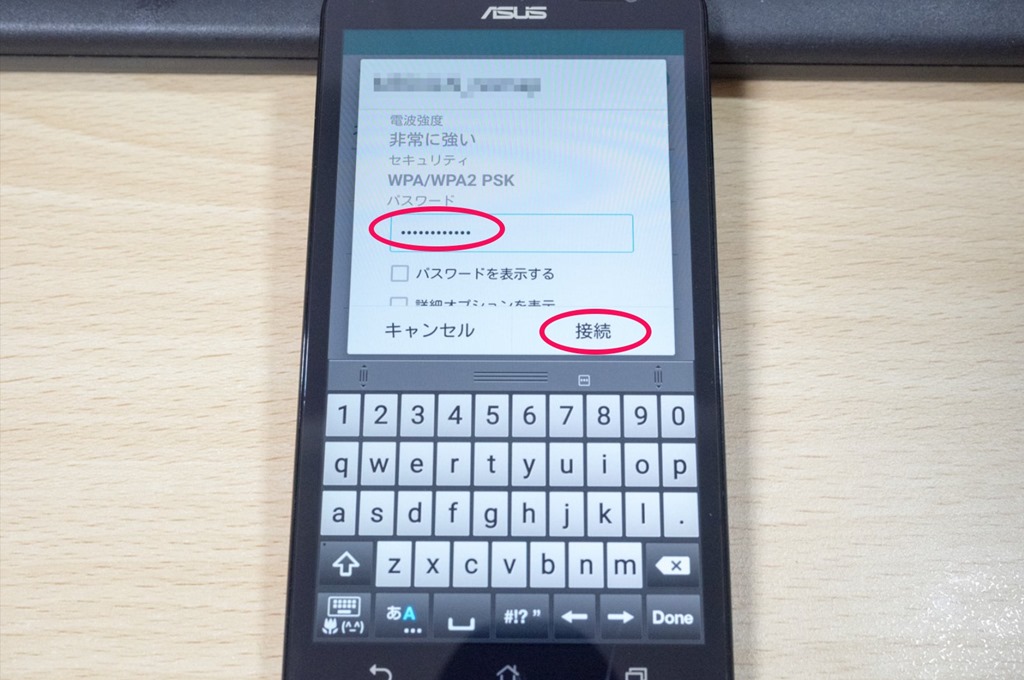 ASUS
電波強度
非常に強い
セキュリティ
WPA/WPA2 PSK
パスワード
••••••••••••
パスワードを表示する
詳細オプションを表示
キャンセル 接続
1 2 3 4 5 6 7 8 9 0
q w e r t y u i o p
a s d f g h j k l .
z x c v b n m
(^_^) あA... #!?" Done